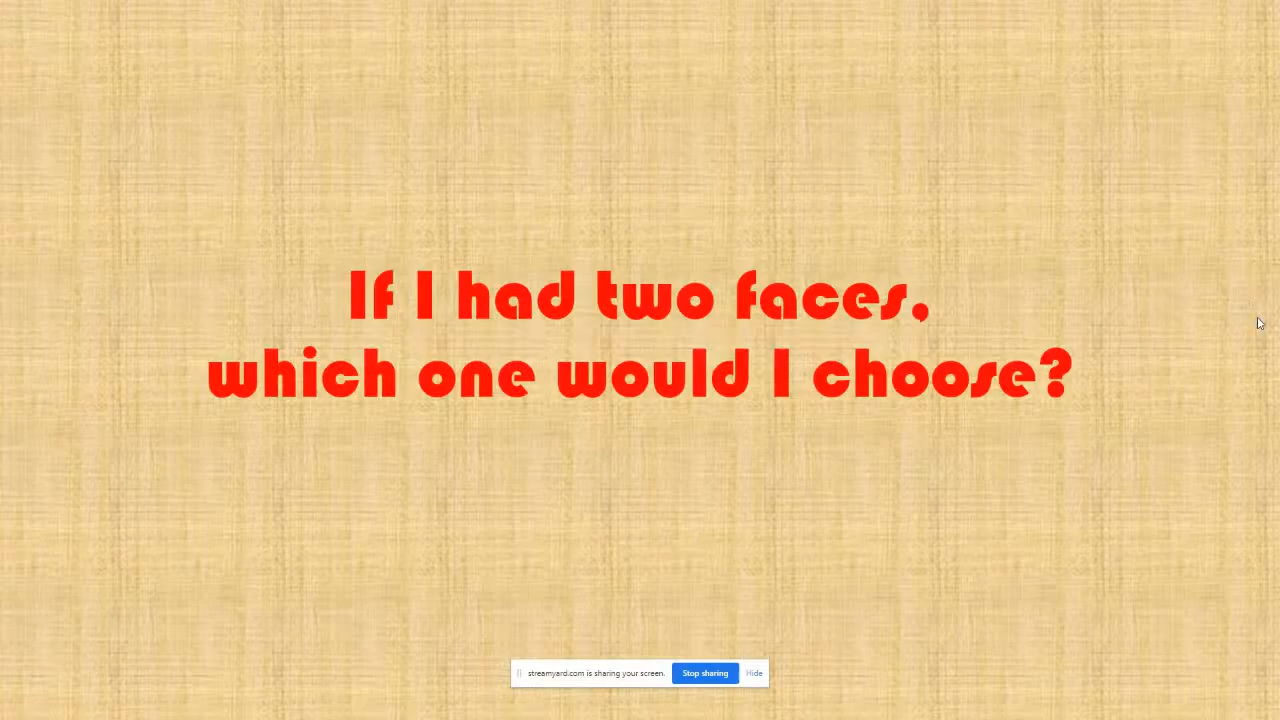 If I had two faces,
which one would I choose?
streamyard.com is sharing your screen. Stop sharing Hide